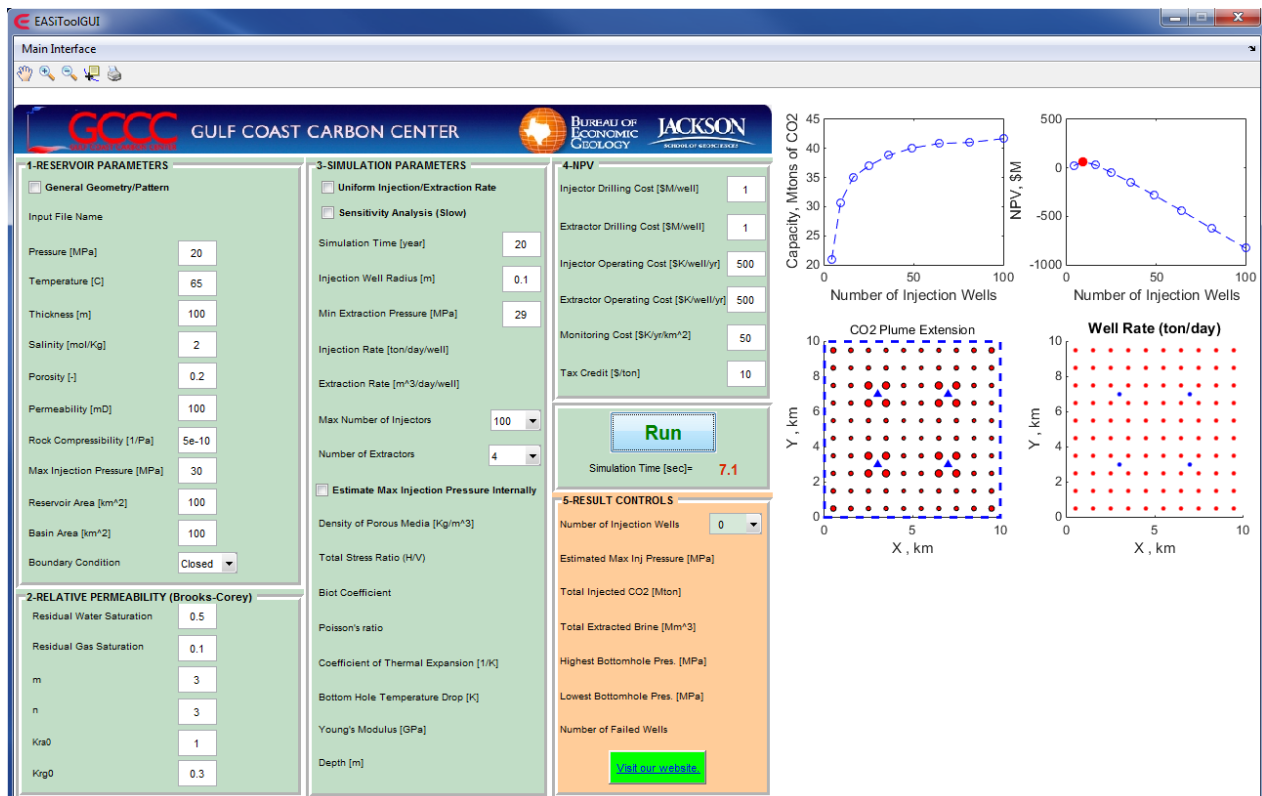 EASiToolGUI
Main Interface
GCCC GULF COAST CARBON CENTER
BUREAU OF ECONOMIC GEOLOGY
JACKSON
SCHOOL OF GEOSCIENCES
1-RESERVOIR PARAMETERS
General Geometry/Pattern
Input File Name
Pressure [MPa] 20
Temperature [C] 65
Thickness [m] 100
Salinity [mol/Kg] 2
Porosity [-] 0.2
Permeability [mD] 100
Rock Compressibility [1/Pa] 5e-10
Max Injection Pressure [MPa] 30
Reservoir Area [km^2] 100
Basin Area [km^2] 100
Boundary Condition Closed
2-RELATIVE PERMEABILITY (Brooks-Corey)
Residual Water Saturation 0.5
Residual Gas Saturation 0.1
m 3
n 3
Kra0 1
Krg0 0.3
3-SIMULATION PARAMETERS
Uniform Injection/Extraction Rate
Sensitivity Analysis (Slow)
Simulation Time [year] 20
Injection Well Radius [m] 0.1
Min Extraction Pressure [MPa] 29
Injection Rate [ton/day/well]
Extraction Rate [m^3/day/well]
Max Number of Injectors 100
Number of Extractors 4
Estimate Max Injection Pressure Internally
Density of Porous Media [Kg/m^3]
Total Stress Ratio (H/V)
Biot Coefficient
Poisson's ratio
Coefficient of Thermal Expansion [1/K]
Bottom Hole Temperature Drop [K]
Young's Modulus [GPa]
Depth [m]
4-NPV
Injector Drilling Cost [$M/well] 1
Extractor Drilling Cost [$M/well] 1
Injector Operating Cost [$K/well/yr] 500
Extractor Operating Cost [$K/well/yr] 500
Monitoring Cost [$K/yr/km^2] 50
Tax Credit [$/ton] 10
Run
Simulation Time [sec]= 7.1
5-RESULT CONTROLS
Number of Injection Wells 0
Estimated Max Inj Pressure [MPa]
Total Injected CO2 [Mton]
Total Extracted Brine [Mm^3]
Highest Bottomhole Pres. [MPa]
Lowest Bottomhole Pres. [MPa]
Number of Failed Wells
Visit our website.
Capacity, Mtons of CO2
45
40
35
30
25
20
0 50 100
Number of Injection Wells
NPV, $M
500
0
-500
-1000
0 50 100
Number of Injection Wells
CO2 Plume Extension
Y , km
10
8
6
4
2
0
0 5 10
X , km
Well Rate (ton/day)
Y , km
10
8
6
4
2
0
0 5 10
X , km